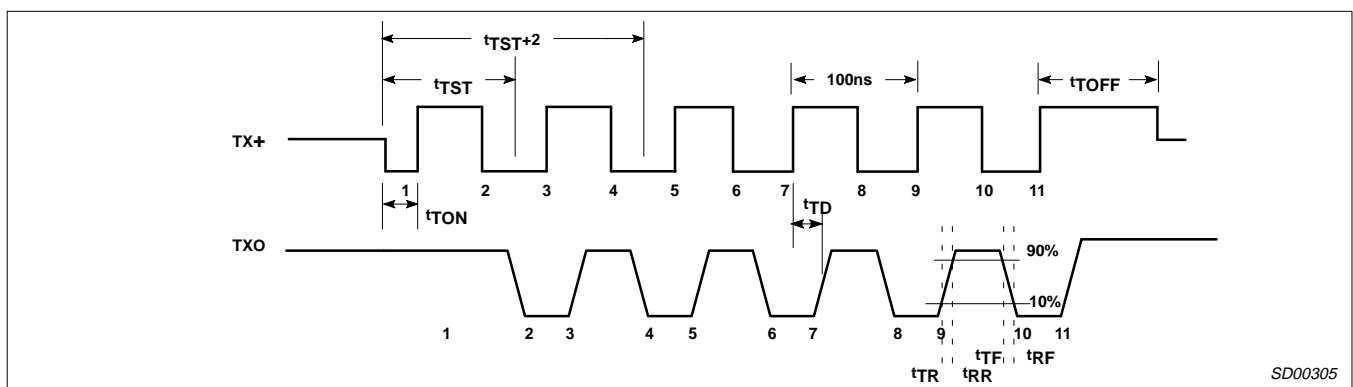 tTST+2
tTST
100ns
tTOFF
TX+
1 2 3 4 5 6 7 8 9 10 11
tTON
tTD
TXO
90%
10%
1 2 3 4 5 6 7 8 9 10 11
tTR tRR tTF tRF
SD00305